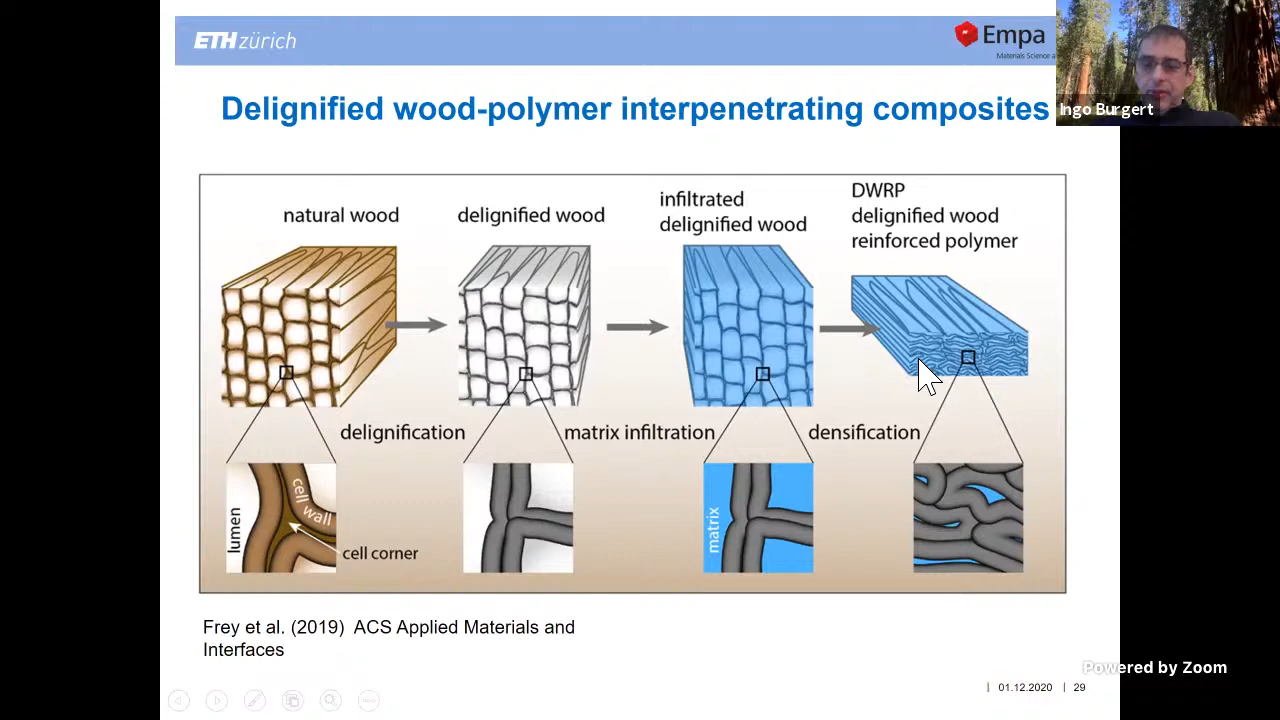 ETH zürich
Empa
Materials Science a
Ingo Burgert
Delignified wood-polymer interpenetrating composites
natural wood
delignified wood
infiltrated
delignified wood
DWRP
delignified wood
reinforced polymer
delignification
matrix infiltration
densification
lumen
cell
wall
cell corner
matrix
Frey et al. (2019) ACS Applied Materials and
Interfaces
Powered by Zoom
| 01.12.2020 | 29